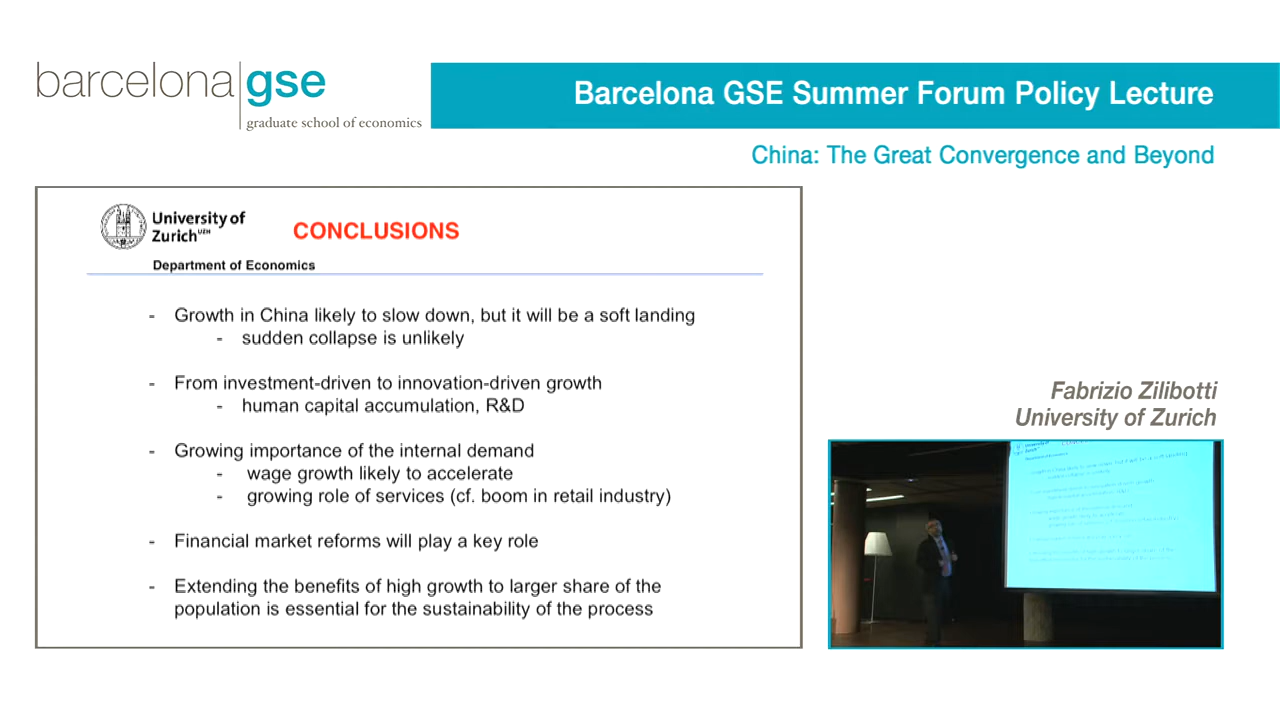 barcelona gse
graduate school of economics
Barcelona GSE Summer Forum Policy Lecture
China: The Great Convergence and Beyond
University of
Zurich UZH
CONCLUSIONS
Department of Economics
- Growth in China likely to slow down, but it will be a soft landing
- sudden collapse is unlikely
- From investment-driven to innovation-driven growth
- human capital accumulation, R&D
- Growing importance of the internal demand
- wage growth likely to accelerate
- growing role of services (cf. boom in retail industry)
- Financial market reforms will play a key role
- Extending the benefits of high growth to larger share of the
population is essential for the sustainability of the process
Fabrizio Zilibotti
University of Zurich